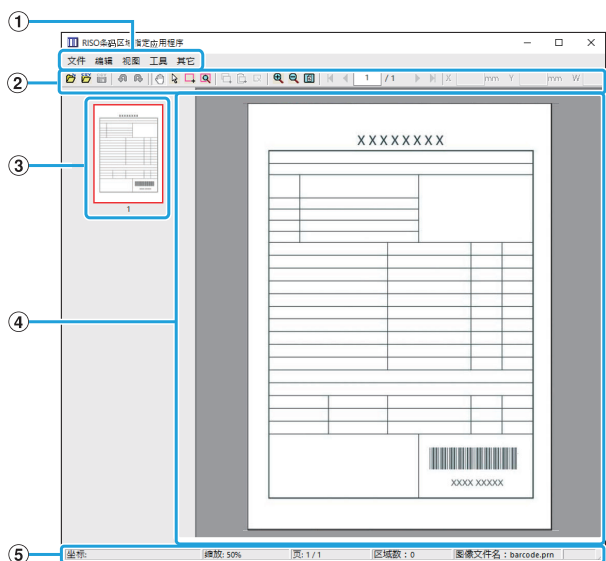 ①
RISO条码区域指定应用程序
文件 编辑 视图 工具 其它
②
1 / 1 X mm Y mm W
③
1
XXXXXXXX
④
XXXX XXXXX
⑤
坐标: 缩放: 50% 页: 1 / 1 区域数：0 图像文件名：barcode.prn